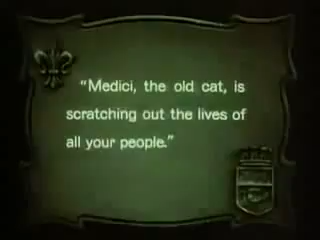 “Medici, the old cat, is
scratching out the lives of
all your people.”